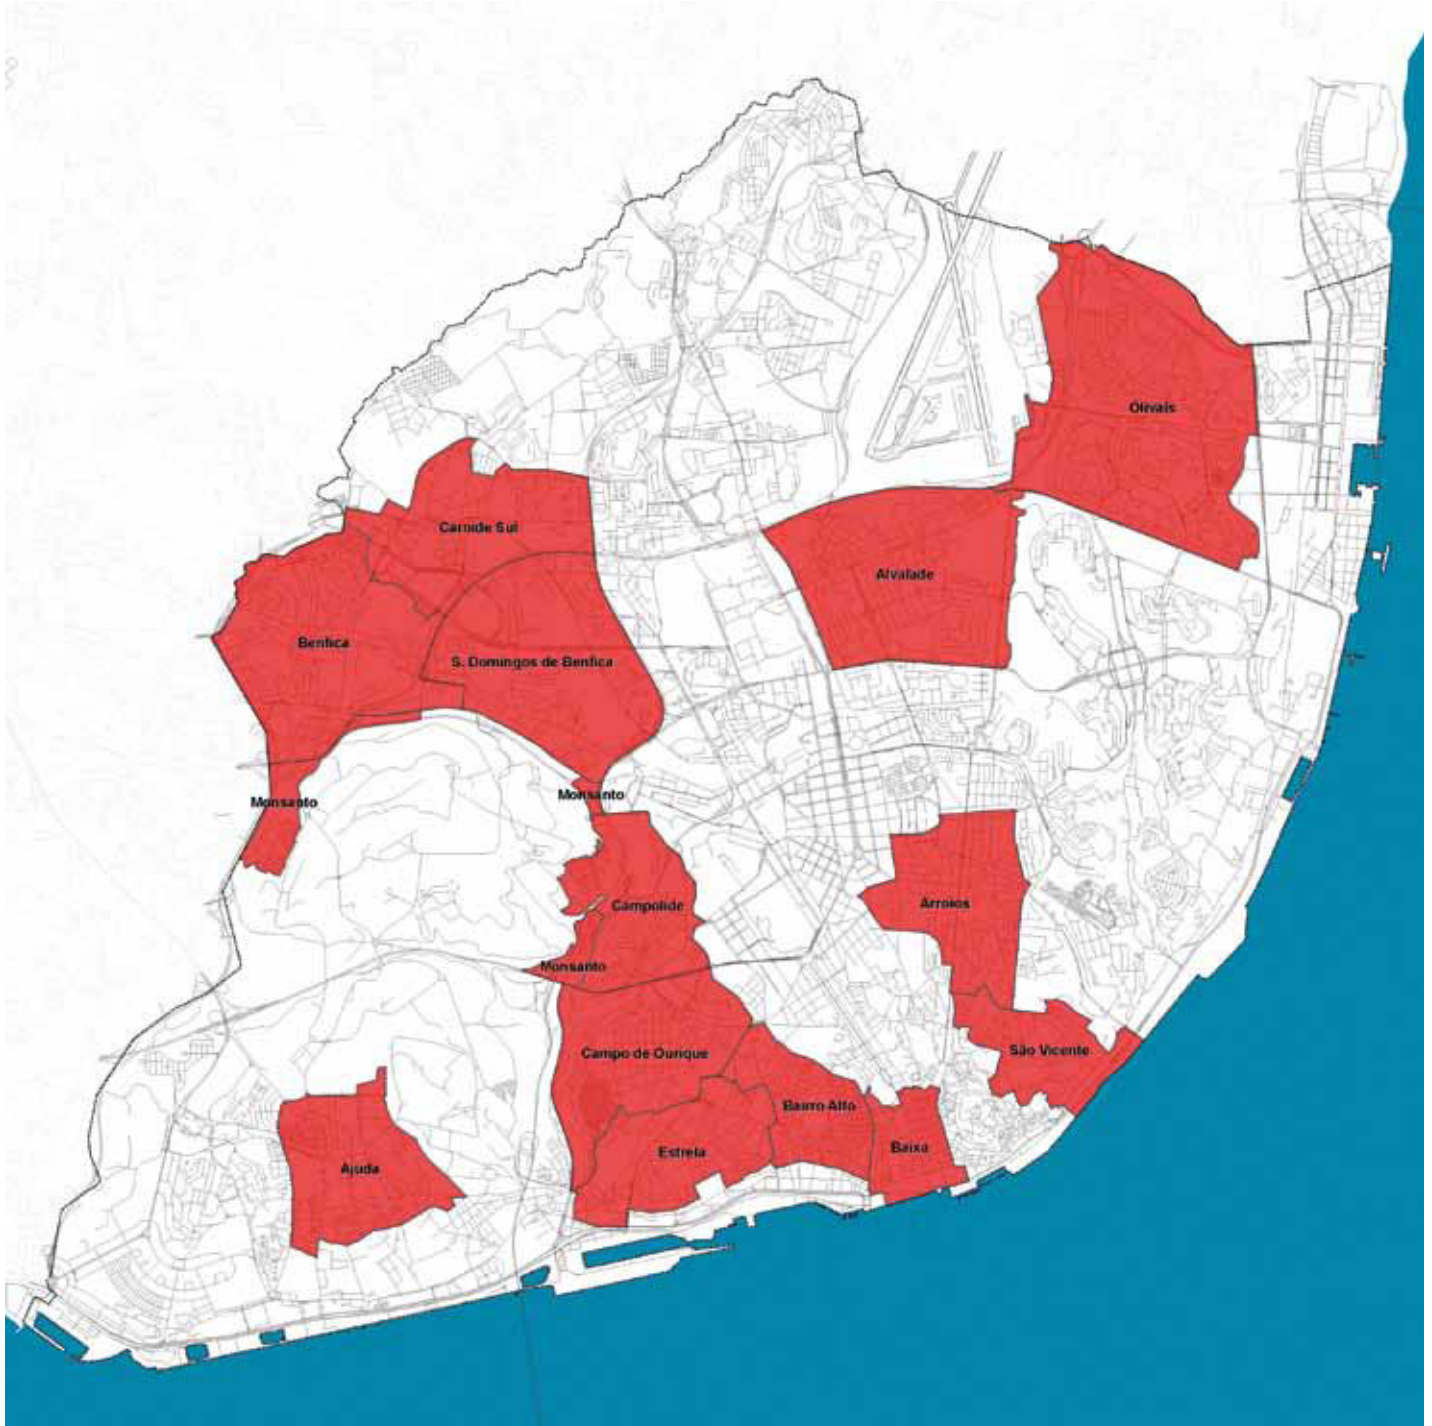 Olivais
Carnide Sul
Alvalade
Benfica
S. Domingos de Benfica
Monsanto
Monsanto
Campolide
Arroios
Monsanto
Campo de Ourique
São Vicente
Bairro Alto
Estrela
Baixa
Ajuda